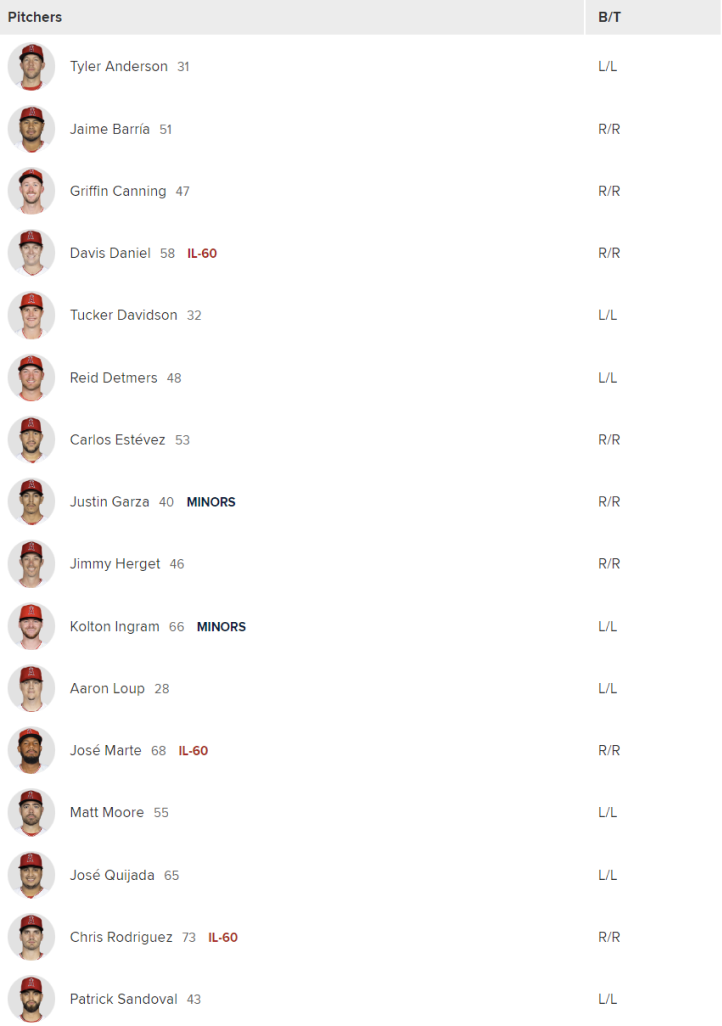 Pitchers B/T
Tyler Anderson 31 L/L
Jaime Barría 51 R/R
Griffin Canning 47 R/R
Davis Daniel 58 IL-60 R/R
Tucker Davidson 32 L/L
Reid Detmers 48 L/L
Carlos Estévez 53 R/R
Justin Garza 40 MINORS R/R
Jimmy Herget 46 R/R
Kolton Ingram 66 MINORS L/L
Aaron Loup 28 L/L
José Marte 68 IL-60 R/R
Matt Moore 55 L/L
José Quijada 65 L/L
Chris Rodriguez 73 IL-60 R/R
Patrick Sandoval 43 L/L